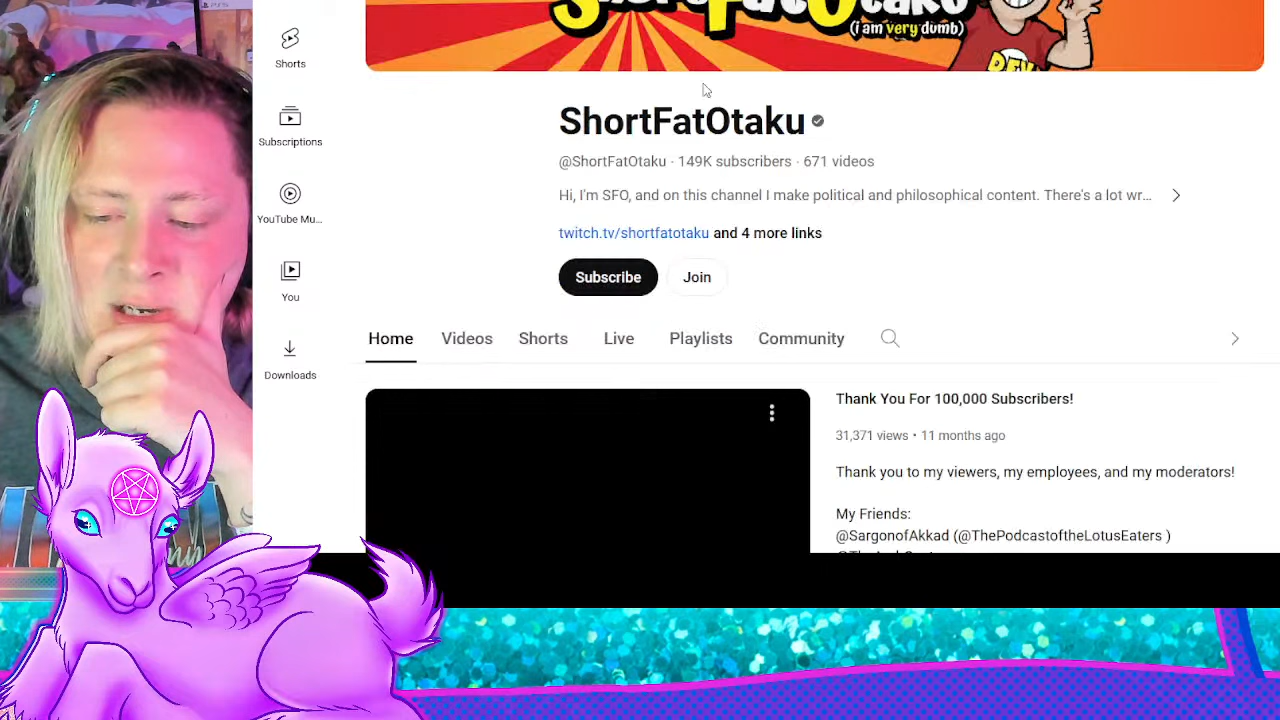 ShortFatOtaku
(i am very dumb)
DEV
Shorts
Subscriptions
YouTube Mu...
You
Downloads
ShortFatOtaku
@ShortFatOtaku · 149K subscribers · 671 videos
Hi, I'm SFO, and on this channel I make political and philosophical content. There's a lot wr...
twitch.tv/shortfatotaku and 4 more links
Subscribe
Join
Home
Videos
Shorts
Live
Playlists
Community
Thank You For 100,000 Subscribers!
31,371 views • 11 months ago
Thank you to my viewers, my employees, and my moderators!
My Friends:
@SargonofAkkad (@ThePodcastoftheLotusEaters )